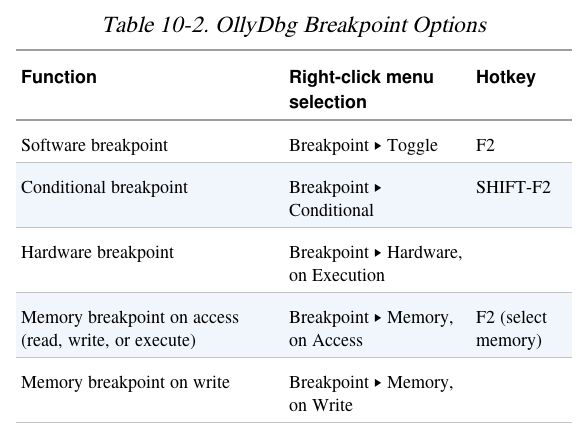 Table 10-2. OllyDbg Breakpoint Options
Function
Right-click menu
selection
Hotkey
Software breakpoint
Breakpoint ▸ Toggle
F2
Conditional breakpoint
Breakpoint ▸
Conditional
SHIFT-F2
Hardware breakpoint
Breakpoint ▸ Hardware,
on Execution
Memory breakpoint on access
(read, write, or execute)
Breakpoint ▸ Memory,
on Access
F2 (select
memory)
Memory breakpoint on write
Breakpoint ▸ Memory,
on Write